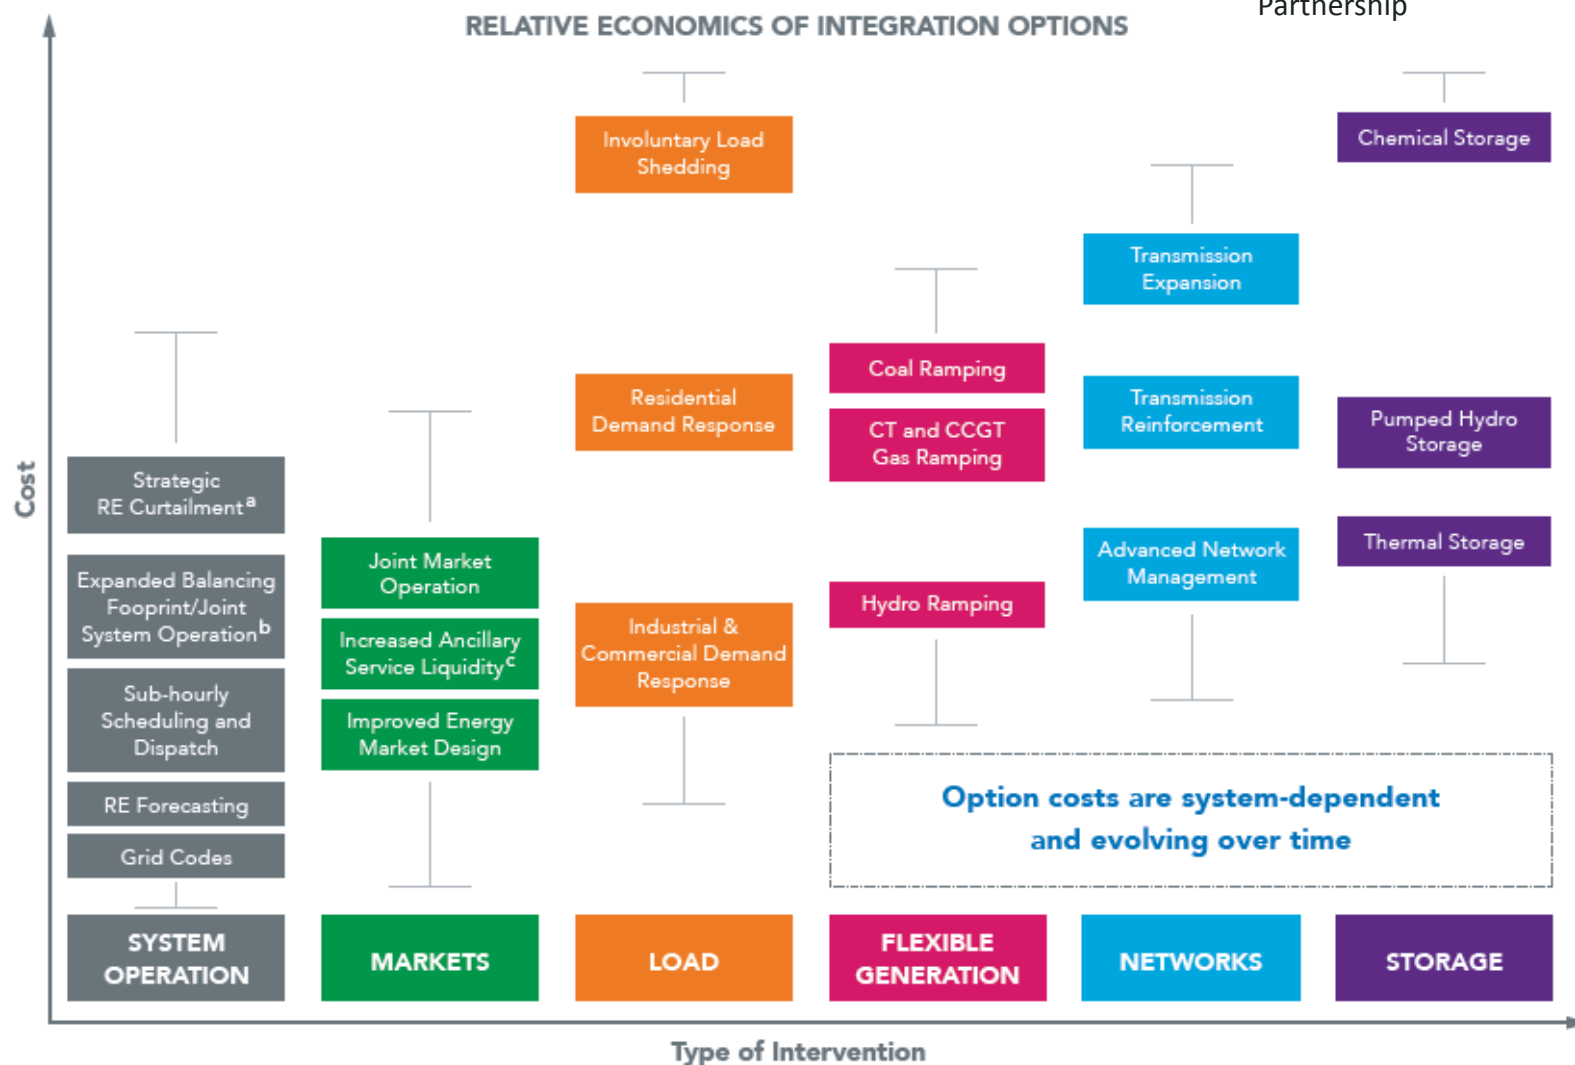 Partnership
RELATIVE ECONOMICS OF INTEGRATION OPTIONS
Cost
Strategic
RE Curtailment a
Expanded Balancing
Fooprint/Joint
System Operation b
Sub-hourly
Scheduling and
Dispatch
RE Forecasting
Grid Codes
SYSTEM
OPERATION
Joint Market
Operation
Increased Ancillary
Service Liquidity c
Improved Energy
Market Design
MARKETS
Involuntary Load
Shedding
Residential
Demand Response
Industrial &
Commercial Demand
Response
LOAD
Coal Ramping
CT and CCGT
Gas Ramping
Hydro Ramping
FLEXIBLE
GENERATION
Transmission
Expansion
Transmission
Reinforcement
Advanced Network
Management
NETWORKS
Chemical Storage
Pumped Hydro
Storage
Thermal Storage
STORAGE
Option costs are system-dependent
and evolving over time
Type of Intervention